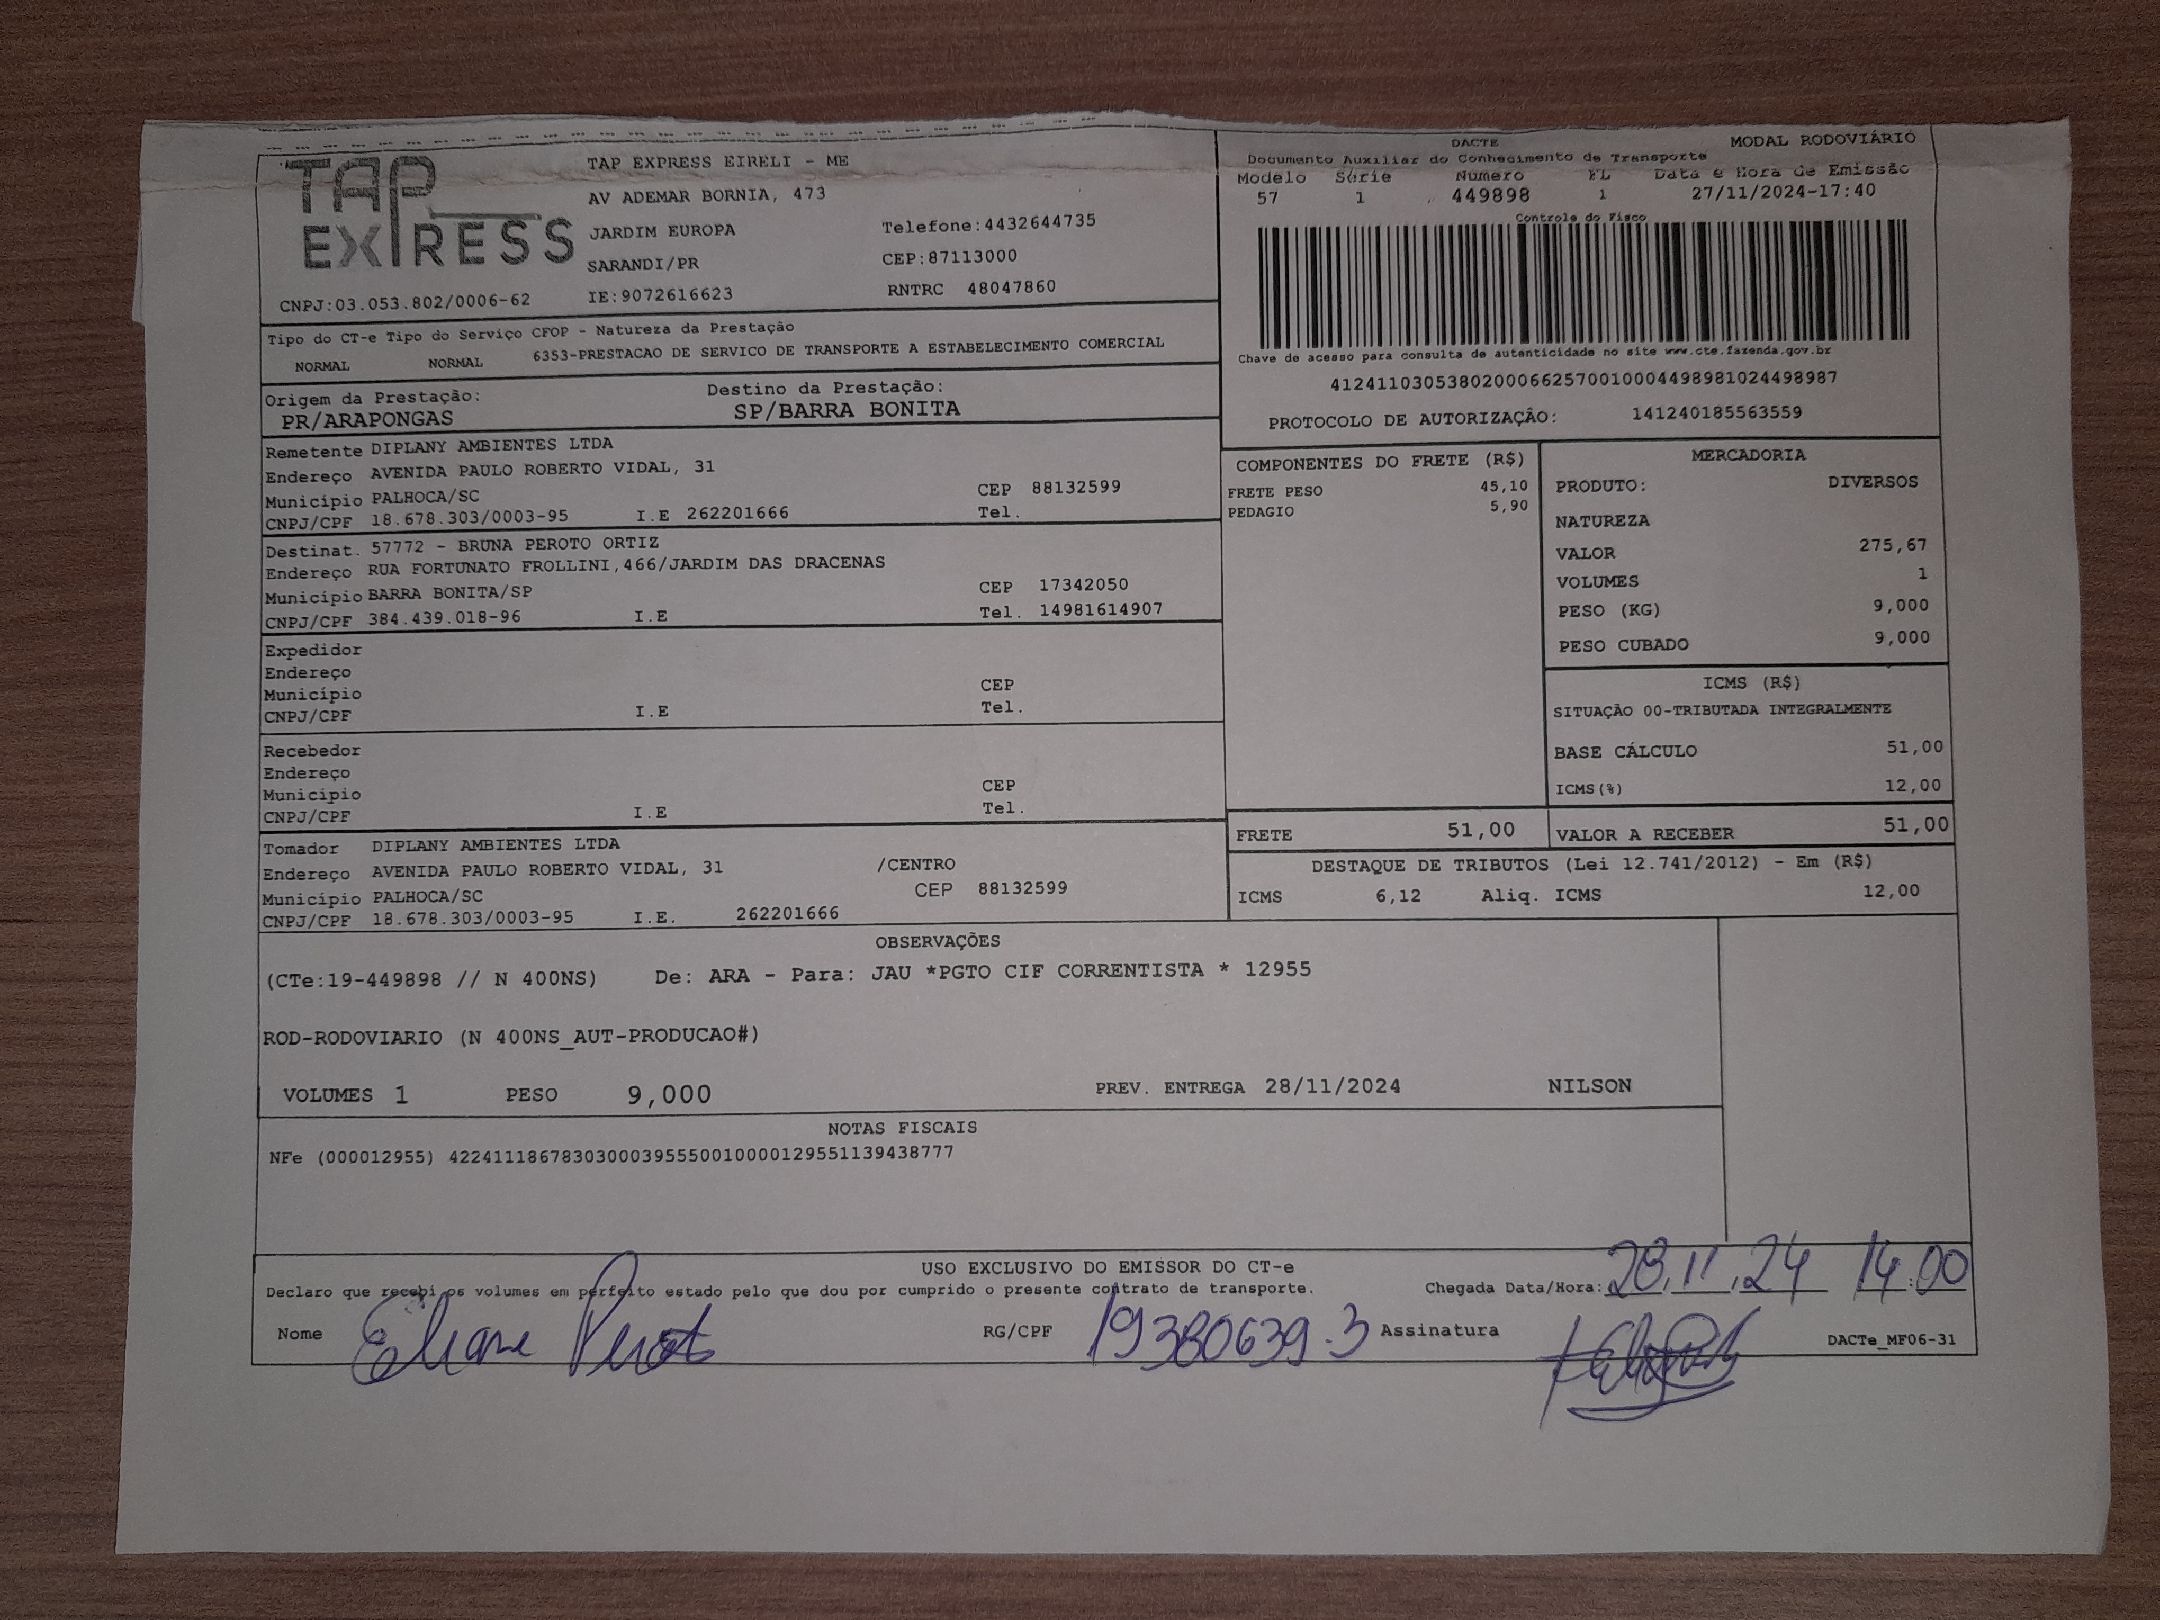 TAP EXPRESS
TAP EXPRESS EIRELI - ME
AV ADEMAR BORNIA, 473
JARDIM EUROPA Telefone:4432644735
SARANDI/PR CEP:87113000
CNPJ:03.053.802/0006-62 IE:9072616623 RNTRC 48047860
DACTE MODAL RODOVIÁRIO
Documento Auxiliar do Conhecimento de Transporte
Modelo Série Número FL Data e Hora de Emissão
57 1 449898 1 27/11/2024-17:40
Controle do Fisco
Chave de acesso para consulta de autenticidade no site www.cte.fazenda.gov.br
41241103053802000662570010004498981024498987
PROTOCOLO DE AUTORIZAÇÃO: 141240185563559
Tipo do CT-e Tipo do Serviço CFOP - Natureza da Prestação
NORMAL NORMAL 6353-PRESTACAO DE SERVICO DE TRANSPORTE A ESTABELECIMENTO COMERCIAL
Origem da Prestação: Destino da Prestação:
PR/ARAPONGAS SP/BARRA BONITA
Remetente DIPLANY AMBIENTES LTDA
Endereço AVENIDA PAULO ROBERTO VIDAL, 31
Município PALHOCA/SC CEP 88132599
CNPJ/CPF 18.678.303/0003-95 I.E 262201666 Tel.
Destinat. 57772 - BRUNA PEROTO ORTIZ
Endereço RUA FORTUNATO FROLLINI,466/JARDIM DAS DRACENAS
Município BARRA BONITA/SP CEP 17342050
CNPJ/CPF 384.439.018-96 I.E Tel. 14981614907
Expedidor
Endereço
Município CEP
CNPJ/CPF I.E Tel.
Recebedor
Endereço
Município CEP
CNPJ/CPF I.E Tel.
Tomador DIPLANY AMBIENTES LTDA
Endereço AVENIDA PAULO ROBERTO VIDAL, 31 /CENTRO
Município PALHOCA/SC CEP 88132599
CNPJ/CPF 18.678.303/0003-95 I.E. 262201666
COMPONENTES DO FRETE (R$)
FRETE PESO 45,10
PEDAGIO 5,90
MERCADORIA
PRODUTO: DIVERSOS
NATUREZA
VALOR 275,67
VOLUMES 1
PESO (KG) 9,000
PESO CUBADO 9,000
ICMS (R$)
SITUAÇÃO 00-TRIBUTADA INTEGRALMENTE
BASE CÁLCULO 51,00
ICMS(%) 12,00
FRETE 51,00 VALOR A RECEBER 51,00
DESTAQUE DE TRIBUTOS (Lei 12.741/2012) - Em (R$)
ICMS 6,12 Aliq. ICMS 12,00
OBSERVAÇÕES
(CTe:19-449898 // N 400NS) De: ARA - Para: JAU *PGTO CIF CORRENTISTA * 12955
ROD-RODOVIARIO (N 400NS_AUT-PRODUCAO#)
VOLUMES 1 PESO 9,000 PREV. ENTREGA 28/11/2024 NILSON
NOTAS FISCAIS
NFe (000012955) 42241118678303000395550010000129551139438777
USO EXCLUSIVO DO EMISSOR DO CT-e
Declaro que recebi os volumes em perfeito estado pelo que dou por cumprido o presente contrato de transporte. Chegada Data/Hora: 28.11.24 14:00
Nome Eliane Peroto RG/CPF 19380639-3 Assinatura
DACTe_MF06-31